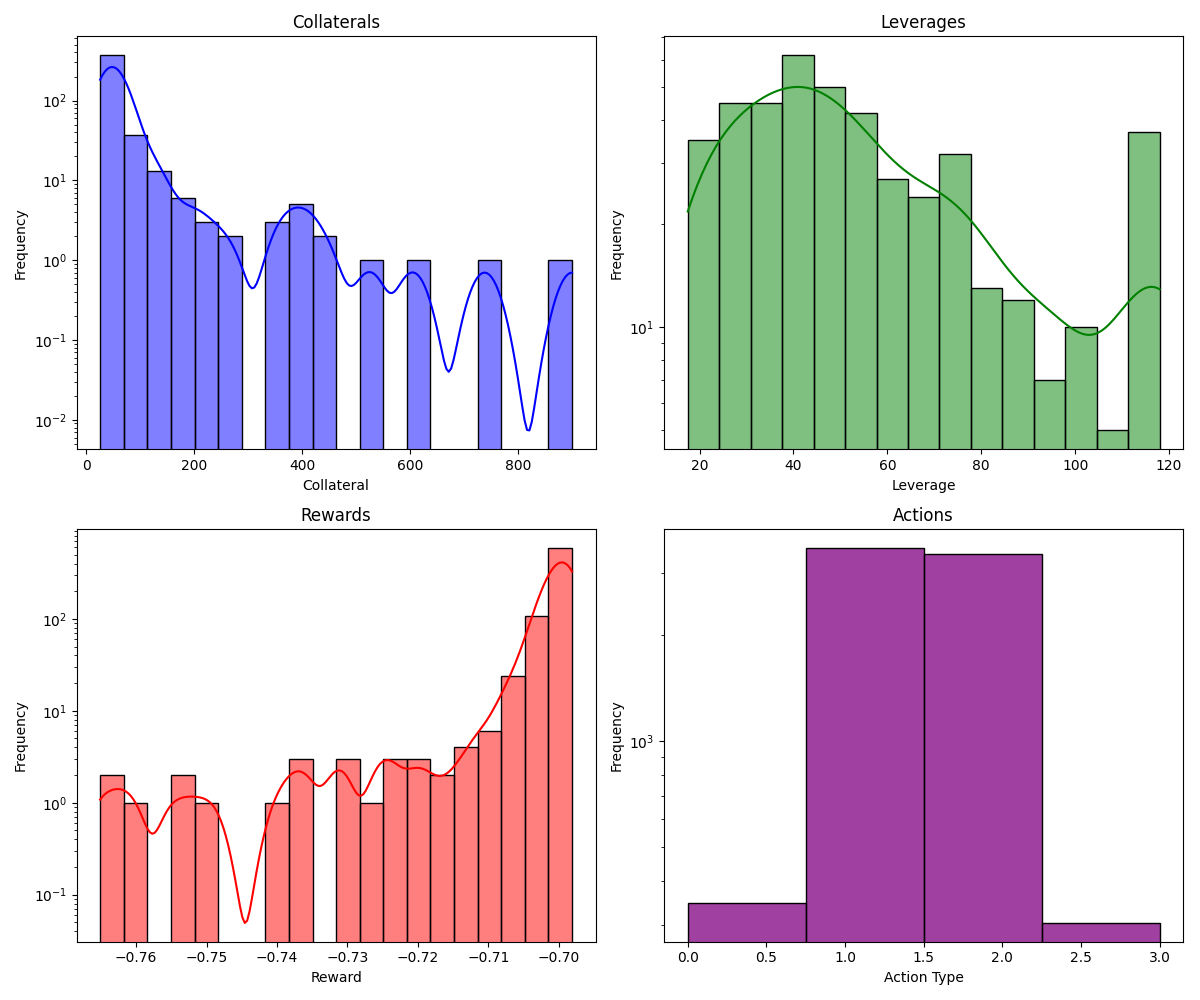 Collaterals
Frequency
10²
10¹
10⁰
10⁻¹
10⁻²
0 200 400 600 800
Collateral
Leverages
Frequency
10¹
20 40 60 80 100 120
Leverage
Rewards
Frequency
10²
10¹
10⁰
10⁻¹
−0.76 −0.75 −0.74 −0.73 −0.72 −0.71 −0.70
Reward
Actions
Frequency
10³
0.0 0.5 1.0 1.5 2.0 2.5 3.0
Action Type